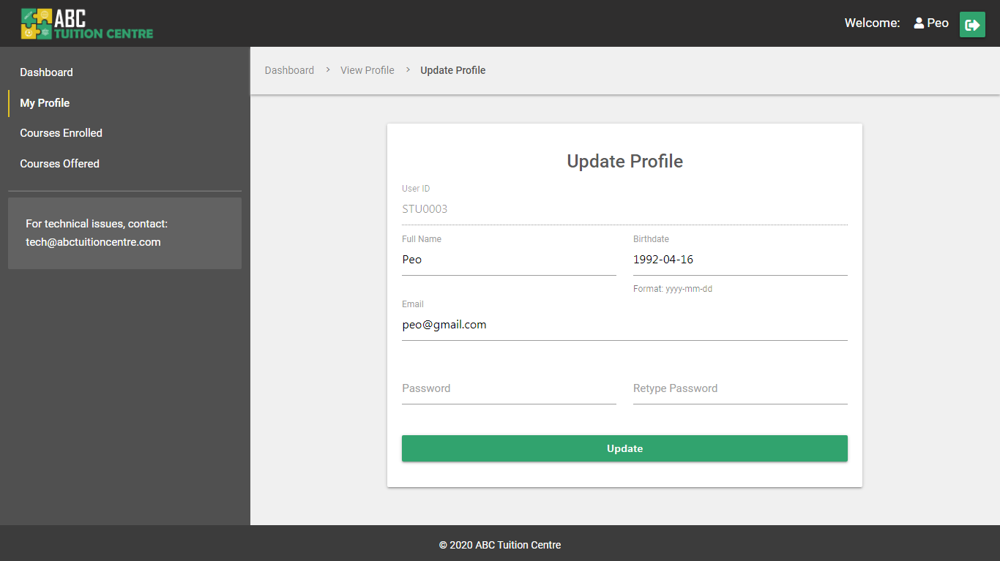 ABC
TUITION CENTRE
Welcome: Peo
Dashboard
My Profile
Courses Enrolled
Courses Offered
For technical issues, contact:
tech@abctuitioncentre.com
Dashboard > View Profile > Update Profile
Update Profile
User ID
STU0003
Full Name
Peo
Birthdate
1992-04-16
Format: yyyy-mm-dd
Email
peo@gmail.com
Password
Retype Password
Update
© 2020 ABC Tuition Centre